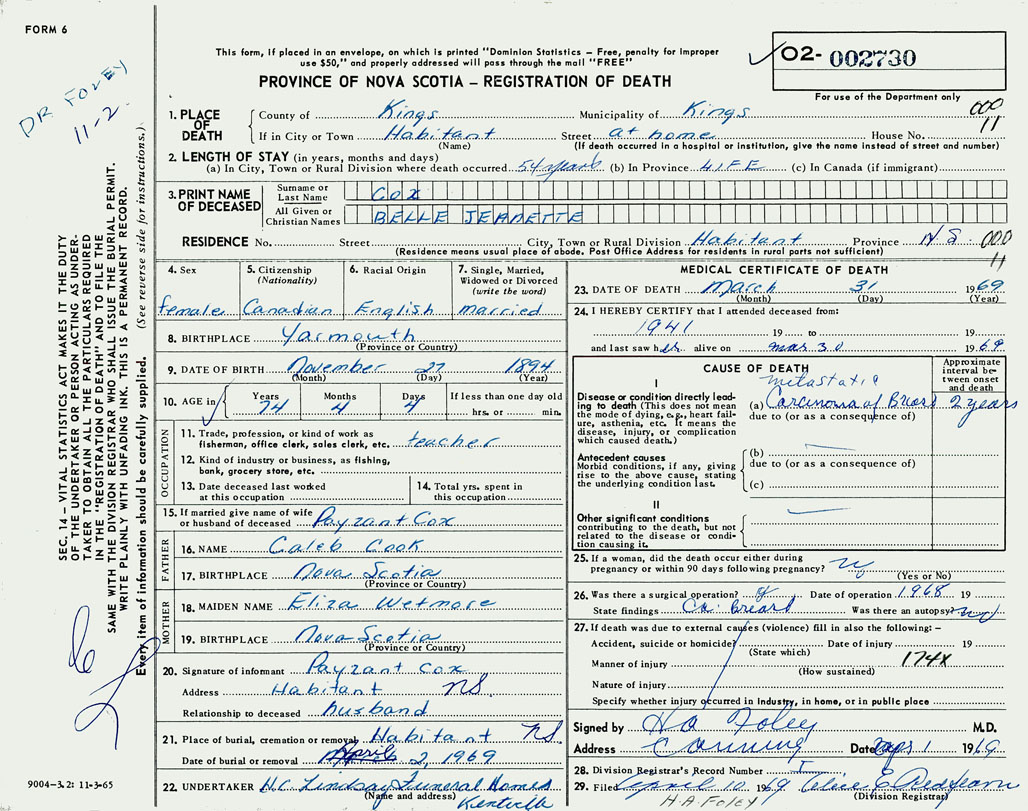 FORM 6
DR FOLEY
11-2.
This form, if placed in an envelope, on which is printed "Dominion Statistics – Free, penalty for improper
use $50," and properly addressed will pass through the mail "FREE"
PROVINCE OF NOVA SCOTIA – REGISTRATION OF DEATH
02- 002730
For use of the Department only
000
11
SEC. 14 – VITAL STATISTICS ACT MAKES IT THE DUTY
OF THE UNDERTAKER OR PERSON ACTING AS UNDER-
TAKER TO OBTAIN ALL THE PARTICULARS REQUIRED
IN THE "REGISTRATION OF DEATH" AND TO FILE THE
SAME WITH THE DIVISION REGISTRAR WHO SHALL ISSUE THE BURIAL PERMIT.
WRITE PLAINLY WITH UNFADING INK. THIS IS A PERMANENT RECORD.
Every item of information should be carefully supplied. (See reverse side for instructions.)
1. PLACE OF DEATH
County of Kings Municipality of Kings
If in City or Town Habitant Street at home House No.
(Name) (If death occurred in a hospital or institution, give the name instead of street and number)
2. LENGTH OF STAY (in years, months and days)
(a) In City, Town or Rural Division where death occurred 54 years (b) In Province LIFE (c) In Canada (if immigrant)
3. PRINT NAME OF DECEASED
Surname or Last Name COX
All Given or Christian Names BELLE JEANETTE
RESIDENCE No. Street City, Town or Rural Division Habitant Province N S 000
11
(Residence means usual place of abode. Post Office Address for residents in rural parts not sufficient)
4. Sex female
5. Citizenship (Nationality) Canadian
6. Racial Origin English
7. Single, Married, Widowed or Divorced (write the word) married
8. BIRTHPLACE Yarmouth
(Province or Country)
9. DATE OF BIRTH November 27 1894
(Month) (Day) (Year)
10. AGE in Years 74 Months 4 Days 4 If less than one day old
hrs. or min.
OCCUPATION
11. Trade, profession, or kind of work as
fisherman, office clerk, sales clerk, etc. teacher
12. Kind of industry or business, as fishing,
bank, grocery store, etc.
13. Date deceased last worked
at this occupation
14. Total yrs. spent in
this occupation
15. If married give name of wife
or husband of deceased Payzant Cox
FATHER
16. NAME Caleb Cook
17. BIRTHPLACE Nova Scotia
(Province or Country)
MOTHER
18. MAIDEN NAME Eliza Wetmore
19. BIRTHPLACE Nova Scotia
(Province or Country)
20. Signature of informant Payzant Cox
Address Habitant NS.
Relationship to deceased husband
21. Place of burial, cremation or removal Habitant NS.
Date of burial or removal April 2, 1969
22. UNDERTAKER H.C. Lindsay Funeral Homes
(Name and address) Kentville
9004–3.2: 11-3-65
MEDICAL CERTIFICATE OF DEATH
23. DATE OF DEATH March 31 1969
(Month) (Day) (Year)
24. I HEREBY CERTIFY that I attended deceased from:
1941 19 to 19
and last saw her alive on Mar 30 1969
CAUSE OF DEATH
Approximate interval between onset and death
I
Disease or condition directly lead-
ing to death (This does not mean
the mode of dying, e.g., heart fail-
ure, asthenia, etc. It means the
disease, injury, or complication
which caused death.)
metastatic
(a) Carcinoma of Breast 2 years
due to (or as a consequence of)
Antecedent causes
Morbid conditions, if any, giving
rise to the above cause, stating
the underlying condition last.
(b)
due to (or as a consequence of)
(c)
II
Other significant conditions
contributing to the death, but not
related to the disease or condi-
tion causing it.
25. If a woman, did the death occur either during
pregnancy or within 90 days following pregnancy?
(Yes or No)
26. Was there a surgical operation? Date of operation 1968 19
State findings Ca. Breast Was there an autopsy? no
27. If death was due to external causes (violence) fill in also the following: –
Accident, suicide or homicide? Date of injury 19
(State which)
Manner of injury 174X
(How sustained)
Nature of injury
Specify whether injury occurred in industry, in home, or in public place
Signed by H A Foley M.D.
Address Canning Date Apr 1 1969
28. Division Registrar's Record Number
29. Filed April 10 1969
(Division Registrar)
H.A. FOLEY